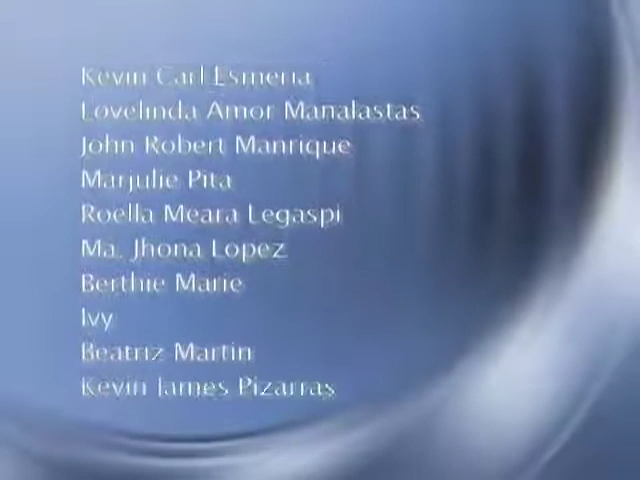 Kevin Carl Esmeria
Lovelinda Amor Manalastas
John Robert Manrique
Marjulie Pita
Roella Meara Legaspi
Ma. Jhona Lopez
Berthie Marie
Ivy
Beatriz Martin
Kevin James Pizarras